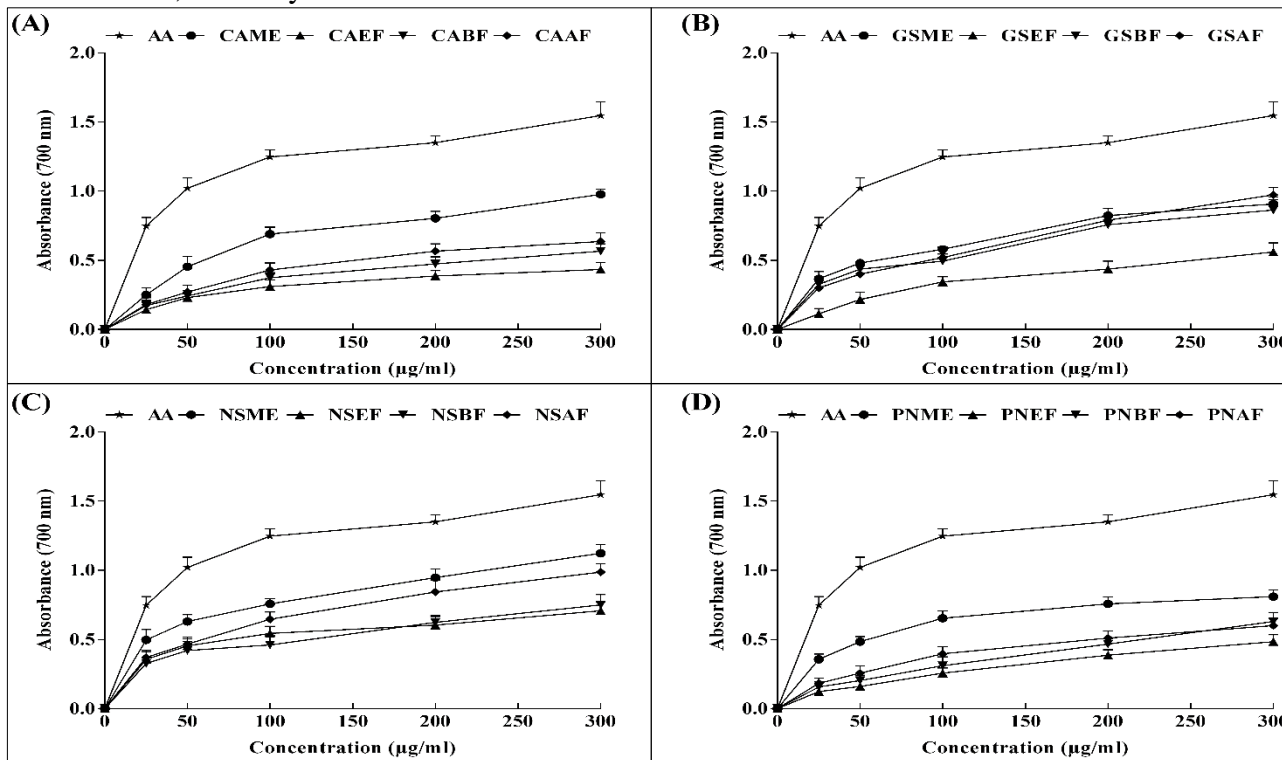 (A)
AA CAME CAEF CABF CAAF
2.0
1.5
1.0
0.5
0.0
Absorbance (700 nm)
0 50 100 150 200 250 300
Concentration (µg/ml)
(B)
AA GSME GSEF GSBF GSAF
2.0
1.5
1.0
0.5
0.0
Absorbance (700 nm)
0 50 100 150 200 250 300
Concentration (µg/ml)
(C)
AA NSME NSEF NSBF NSAF
2.0
1.5
1.0
0.5
0.0
Absorbance (700 nm)
0 50 100 150 200 250 300
Concentration (µg/ml)
(D)
AA PNME PNEF PNBF PNAF
2.0
1.5
1.0
0.5
0.0
Absorbance (700 nm)
0 50 100 150 200 250 300
Concentration (µg/ml)